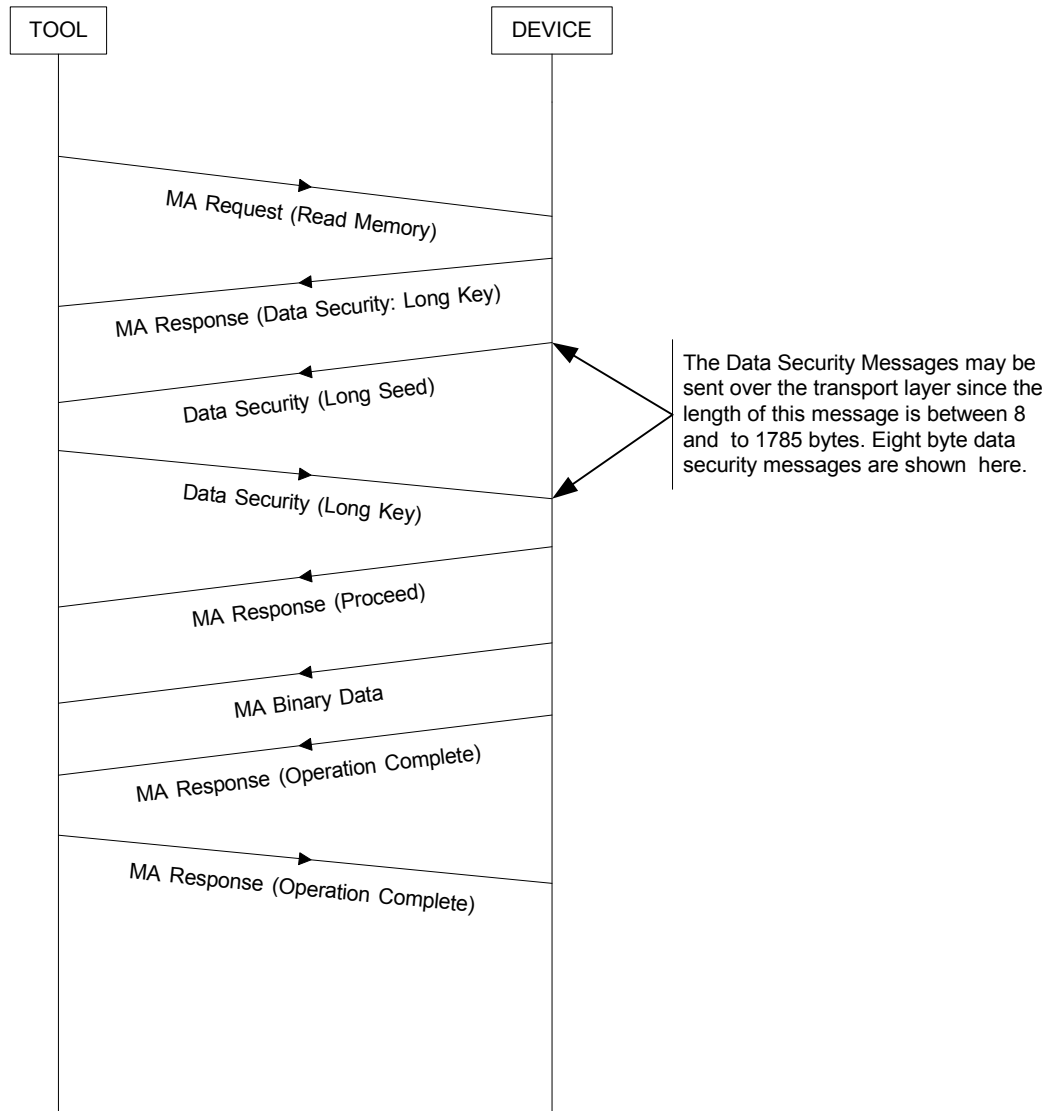 TOOL
DEVICE
MA Request (Read Memory)
MA Response (Data Security: Long Key)
Data Security (Long Seed)
The Data Security Messages may be
sent over the transport layer since the
length of this message is between 8
and  to 1785 bytes. Eight byte data
security messages are shown  here.
Data Security (Long Key)
MA Response (Proceed)
MA Binary Data
MA Response (Operation Complete)
MA Response (Operation Complete)